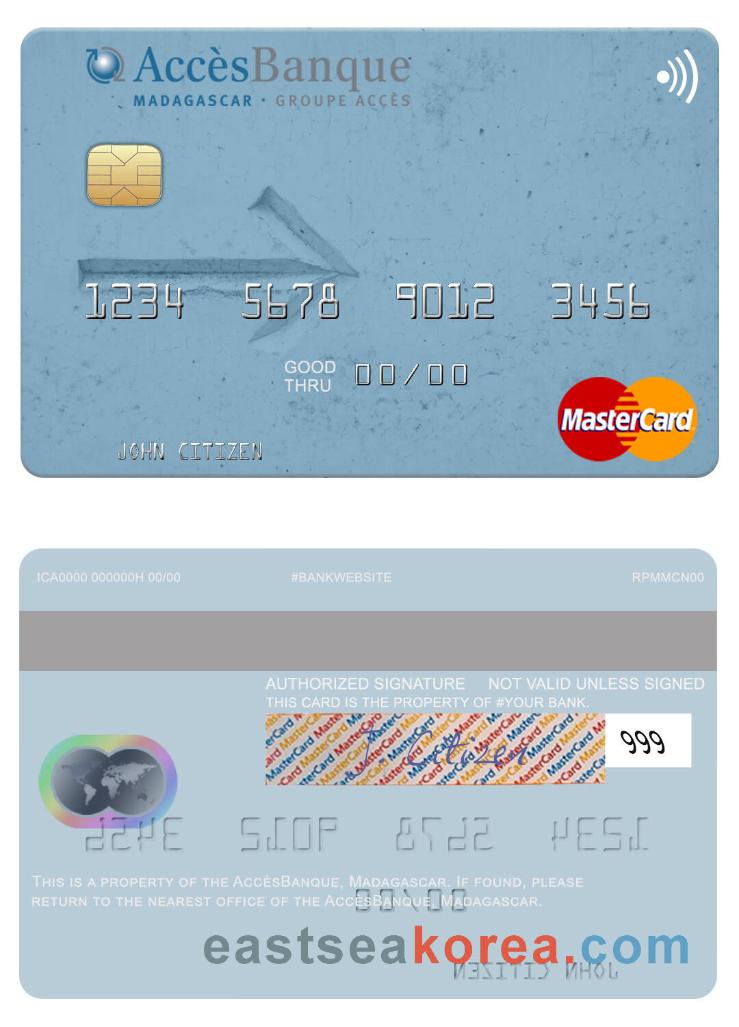 AccèsBanque
MADAGASCAR · GROUPE ACCÈS
1234 5678 9012 3456
GOOD THRU 00/00
JOHN CITIZEN
MasterCard
ICA0000 000000H 00/00 #BANKWEBSITE RPMMCN00
AUTHORIZED SIGNATURE NOT VALID UNLESS SIGNED
THIS CARD IS THE PROPERTY OF #YOUR BANK.
J. Citizen 999
THIS IS A PROPERTY OF THE ACCÈSBANQUE, MADAGASCAR. IF FOUND, PLEASE
RETURN TO THE NEAREST OFFICE OF THE ACCÈSBANQUE, MADAGASCAR.
eastseakorea.com